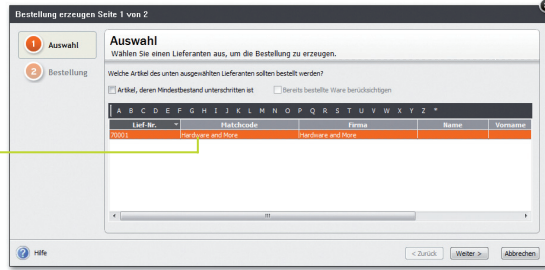 Bestellung erzeugen Seite 1 von 2
1 Auswahl
2 Bestellung
Auswahl
Wählen Sie einen Lieferanten aus, um die Bestellung zu erzeugen.
Welche Artikel des unten ausgewählten Lieferanten sollten bestellt werden?
Artikel, deren Mindestbestand unterschritten ist Bereits bestellte Ware berücksichtigen
A B C D E F G H I J K L M N O P Q R S T U V W X Y Z *
Lief-Nr. Matchcode Firma Name Vorname
70001 Hardware and More Hardware and More
Hilfe < Zurück Weiter > Abbrechen